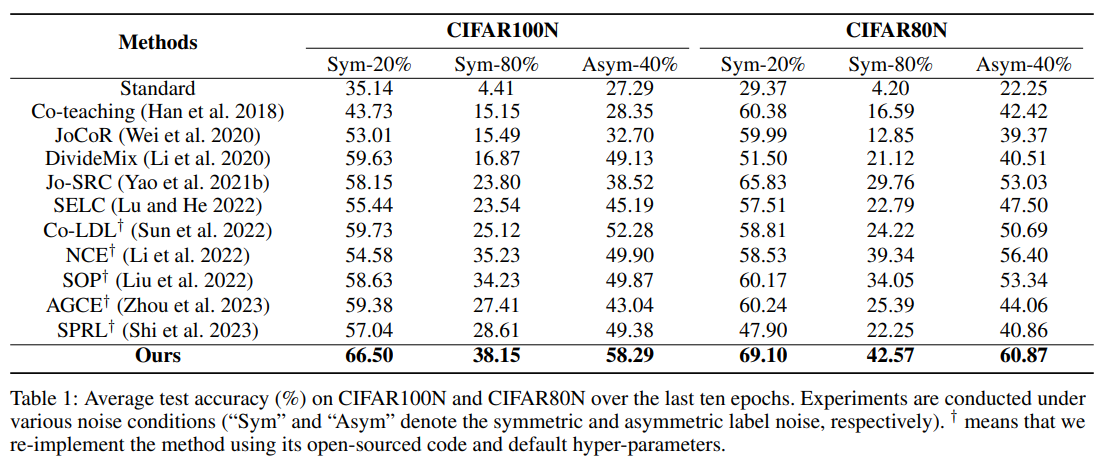 Methods CIFAR100N CIFAR80N
Sym-20% Sym-80% Asym-40% Sym-20% Sym-80% Asym-40%
Standard 35.14 4.41 27.29 29.37 4.20 22.25
Co-teaching (Han et al. 2018) 43.73 15.15 28.35 60.38 16.59 42.42
JoCoR (Wei et al. 2020) 53.01 15.49 32.70 59.99 12.85 39.37
DivideMix (Li et al. 2020) 59.63 16.87 49.13 51.50 21.12 40.51
Jo-SRC (Yao et al. 2021b) 58.15 23.80 38.52 65.83 29.76 53.03
SELC (Lu and He 2022) 55.44 23.54 45.19 57.51 22.79 47.50
Co-LDL† (Sun et al. 2022) 59.73 25.12 52.28 58.81 24.22 50.69
NCE† (Li et al. 2022) 54.58 35.23 49.90 58.53 39.34 56.40
SOP† (Liu et al. 2022) 58.63 34.23 49.87 60.17 34.05 53.34
AGCE† (Zhou et al. 2023) 59.38 27.41 43.04 60.24 25.39 44.06
SPRL† (Shi et al. 2023) 57.04 28.61 49.38 47.90 22.25 40.86
Ours 66.50 38.15 58.29 69.10 42.57 60.87
Table 1: Average test accuracy (%) on CIFAR100N and CIFAR80N over the last ten epochs. Experiments are conducted under
various noise conditions (“Sym” and “Asym” denote the symmetric and asymmetric label noise, respectively). † means that we
re-implement the method using its open-sourced code and default hyper-parameters.